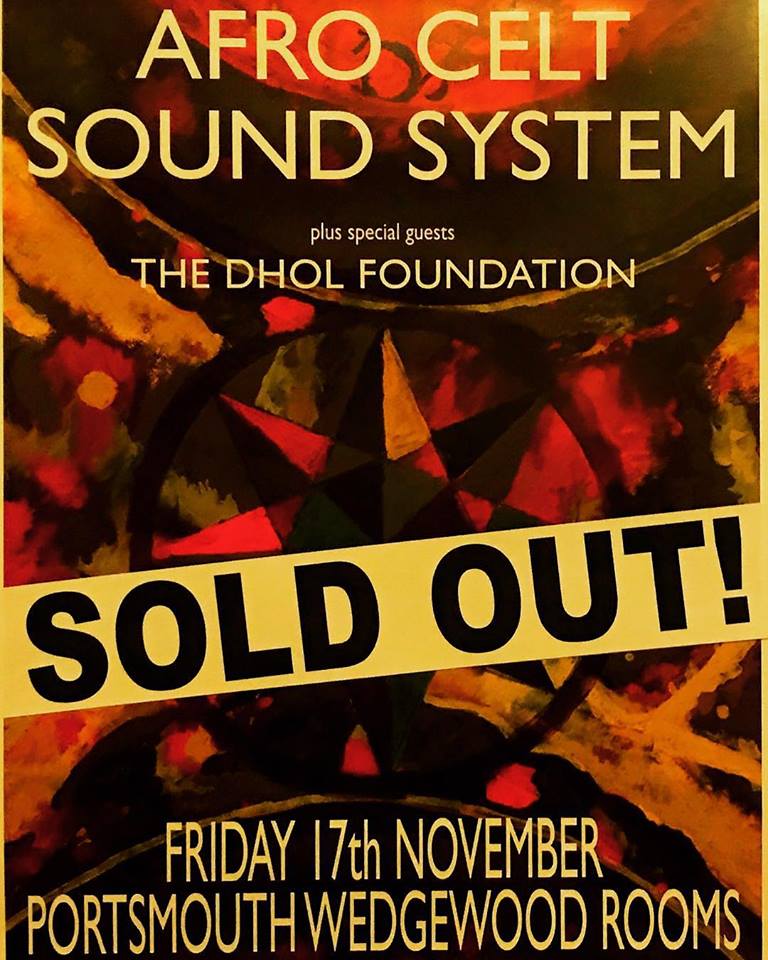 AFRO CELT
SOUND SYSTEM
plus special guests
THE DHOL FOUNDATION
SOLD OUT!
FRIDAY 17th NOVEMBER
PORTSMOUTH WEDGEWOOD ROOMS